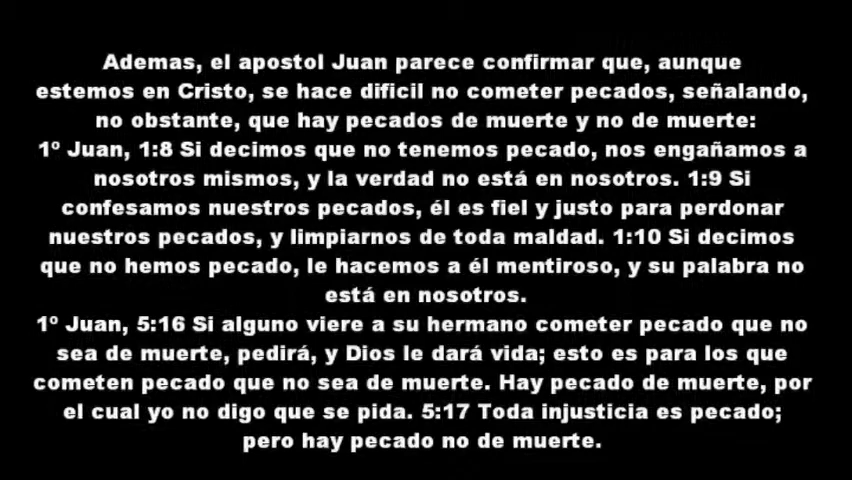 Ademas, el apostol Juan parece confirmar que, aunque
estemos en Cristo, se hace dificil no cometer pecados, señalando,
no obstante, que hay pecados de muerte y no de muerte:
1º Juan, 1:8 Si decimos que no tenemos pecado, nos engañamos a
nosotros mismos, y la verdad no está en nosotros. 1:9 Si
confesamos nuestros pecados, él es fiel y justo para perdonar
nuestros pecados, y limpiarnos de toda maldad. 1:10 Si decimos
que no hemos pecado, le hacemos a él mentiroso, y su palabra no
está en nosotros.
1º Juan, 5:16 Si alguno viere a su hermano cometer pecado que no
sea de muerte, pedirá, y Dios le dará vida; esto es para los que
cometen pecado que no sea de muerte. Hay pecado de muerte, por
el cual yo no digo que se pida. 5:17 Toda injusticia es pecado;
pero hay pecado no de muerte.